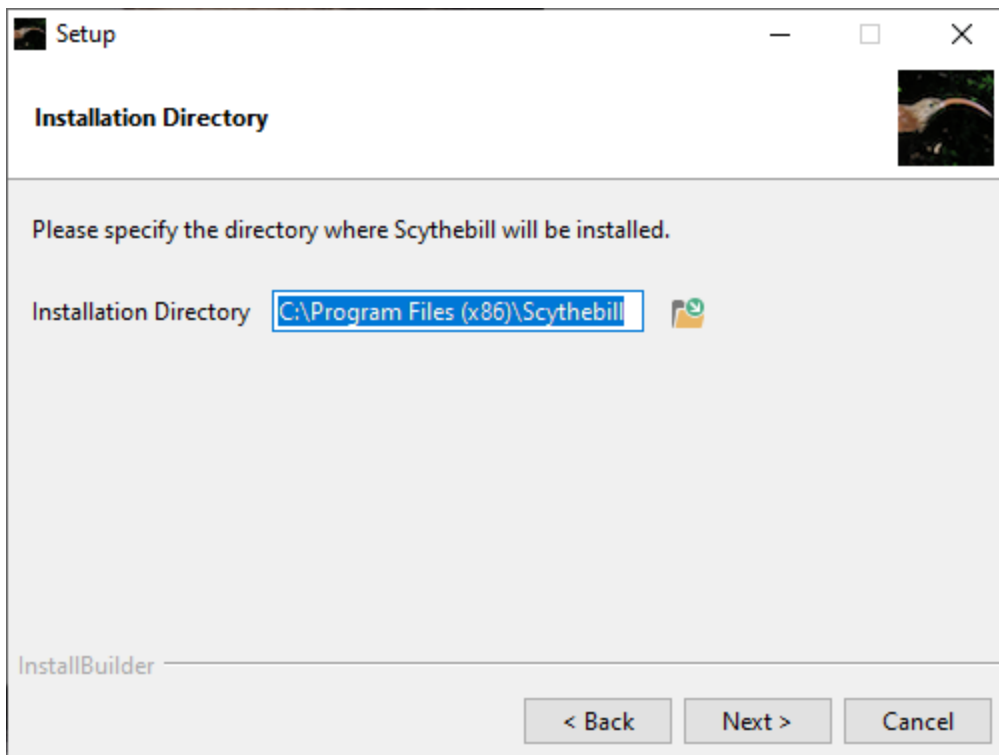 Setup
Installation Directory
Please specify the directory where Scythebill will be installed.
Installation Directory C:\Program Files (x86)\Scythebill
InstallBuilder
< Back Next > Cancel